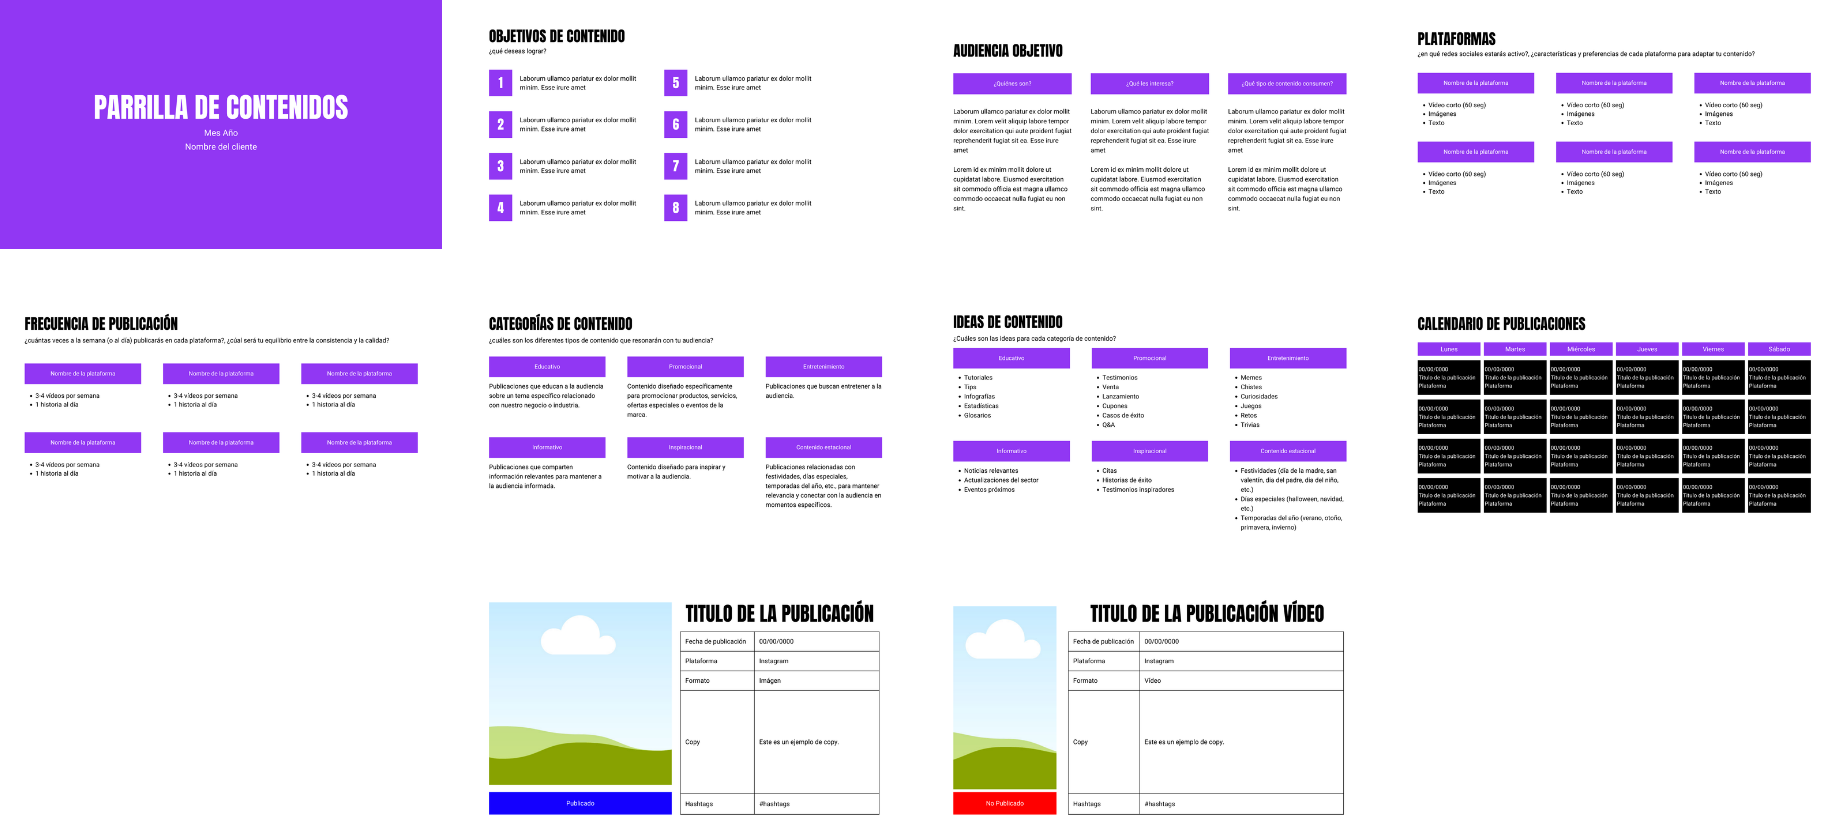 PARRILLA DE CONTENIDOS
Mes Año
Nombre del cliente
OBJETIVOS DE CONTENIDO
¿qué deseas lograr?
1
Laborum ullamco pariatur ex dolor mollit
minim. Esse irure amet
2
Laborum ullamco pariatur ex dolor mollit
minim. Esse irure amet
3
Laborum ullamco pariatur ex dolor mollit
minim. Esse irure amet
4
Laborum ullamco pariatur ex dolor mollit
minim. Esse irure amet
5
Laborum ullamco pariatur ex dolor mollit
minim. Esse irure amet
6
Laborum ullamco pariatur ex dolor mollit
minim. Esse irure amet
7
Laborum ullamco pariatur ex dolor mollit
minim. Esse irure amet
8
Laborum ullamco pariatur ex dolor mollit
minim. Esse irure amet
AUDIENCIA OBJETIVO
¿Quiénes son?
Laborum ullamco pariatur ex dolor mollit
minim. Lorem velit aliquip labore tempor
dolor exercitation qui aute proident fugiat
reprehenderit fugiat sit ea. Esse irure
amet
Lorem id ex minim mollit dolore ut
cupidatat labore. Eiusmod exercitation
sit commodo officia est magna ullamco
commodo occaecat nulla fugiat eu non
sint.
¿Qué les interesa?
Laborum ullamco pariatur ex dolor mollit
minim. Lorem velit aliquip labore tempor
dolor exercitation qui aute proident fugiat
reprehenderit fugiat sit ea. Esse irure
amet
Lorem id ex minim mollit dolore ut
cupidatat labore. Eiusmod exercitation
sit commodo officia est magna ullamco
commodo occaecat nulla fugiat eu non
sint.
¿Qué tipo de contenido consumen?
Laborum ullamco pariatur ex dolor mollit
minim. Lorem velit aliquip labore tempor
dolor exercitation qui aute proident fugiat
reprehenderit fugiat sit ea. Esse irure
amet
Lorem id ex minim mollit dolore ut
cupidatat labore. Eiusmod exercitation
sit commodo officia est magna ullamco
commodo occaecat nulla fugiat eu non
sint.
PLATAFORMAS
¿en qué redes sociales estarás activo?, ¿características y preferencias de cada plataforma para adaptar tu contenido?
Nombre de la plataforma
• Vídeo corto (60 seg)
• Imágenes
• Texto
Nombre de la plataforma
• Vídeo corto (60 seg)
• Imágenes
• Texto
Nombre de la plataforma
• Vídeo corto (60 seg)
• Imágenes
• Texto
Nombre de la plataforma
• Vídeo corto (60 seg)
• Imágenes
• Texto
Nombre de la plataforma
• Vídeo corto (60 seg)
• Imágenes
• Texto
Nombre de la plataforma
• Vídeo corto (60 seg)
• Imágenes
• Texto
FRECUENCIA DE PUBLICACIÓN
¿cuántas veces a la semana (o al día) publicarás en cada plataforma?, ¿cúal será tu equilibrio entre la consistencia y la calidad?
Nombre de la plataforma
• 3-4 vídeos por semana
• 1 historia al día
Nombre de la plataforma
• 3-4 vídeos por semana
• 1 historia al día
Nombre de la plataforma
• 3-4 vídeos por semana
• 1 historia al día
Nombre de la plataforma
• 3-4 vídeos por semana
• 1 historia al día
Nombre de la plataforma
• 3-4 vídeos por semana
• 1 historia al día
Nombre de la plataforma
• 3-4 vídeos por semana
• 1 historia al día
CATEGORÍAS DE CONTENIDO
¿cuáles son los diferentes tipos de contenido que resonarán con tu audiencia?
Educativo
Publicaciones que educan a la audiencia
sobre un tema específico relacionado
con nuestro negocio o industria.
Promocional
Contenido diseñado específicamente
para promocionar productos, servicios,
ofertas especiales o eventos de la
marca.
Entretenimiento
Publicaciones que buscan entretener a la
audiencia.
Informativo
Publicaciones que comparten
información relevantes para mantener a
la audiencia informada.
Inspiracional
Contenido diseñado para inspirar y
motivar a la audiencia.
Contenido estacional
Publicaciones relacionadas con
festividades, días especiales,
temporadas del año, etc., para mantener
relevancia y conectar con la audiencia en
momentos específicos.
IDEAS DE CONTENIDO
¿Cuáles son las ideas para cada categoría de contenido?
Educativo
• Tutoriales
• Tips
• Infografías
• Estadísticas
• Glosarios
Promocional
• Testimonios
• Venta
• Lanzamiento
• Cupones
• Casos de éxito
• Q&A
Entretenimiento
• Memes
• Chistes
• Curiosidades
• Juegos
• Retos
• Trivias
Informativo
• Noticias relevantes
• Actualizaciones del sector
• Eventos próximos
Inspiracional
• Citas
• Historias de éxito
• Testimonios inspiradores
Contenido estacional
• Festividades (día de la madre, san
valentín, día del padre, día del niño,
etc.)
• Días especiales (halloween, navidad,
etc.)
• Temporadas del año (verano, otoño,
primavera, invierno)
CALENDARIO DE PUBLICACIONES
Lunes Martes Miércoles Jueves Viernes Sábado
00/00/0000 00/00/0000 00/00/0000 00/00/0000 00/00/0000 00/00/0000
Titulo de la publicación Titulo de la publicación Titulo de la publicación Titulo de la publicación Titulo de la publicación Titulo de la publicación
Plataforma Plataforma Plataforma Plataforma Plataforma Plataforma
00/00/0000 00/00/0000 00/00/0000 00/00/0000 00/00/0000 00/00/0000
Titulo de la publicación Titulo de la publicación Titulo de la publicación Titulo de la publicación Titulo de la publicación Titulo de la publicación
Plataforma Plataforma Plataforma Plataforma Plataforma Plataforma
00/00/0000 00/00/0000 00/00/0000 00/00/0000 00/00/0000 00/00/0000
Titulo de la publicación Titulo de la publicación Titulo de la publicación Titulo de la publicación Titulo de la publicación Titulo de la publicación
Plataforma Plataforma Plataforma Plataforma Plataforma Plataforma
00/00/0000 00/00/0000 00/00/0000 00/00/0000 00/00/0000 00/00/0000
Titulo de la publicación Titulo de la publicación Titulo de la publicación Titulo de la publicación Titulo de la publicación Titulo de la publicación
Plataforma Plataforma Plataforma Plataforma Plataforma Plataforma
TITULO DE LA PUBLICACIÓN
Fecha de publicación 00/00/0000
Plataforma Instagram
Formato Imágen
Copy Este es un ejemplo de copy.
Hashtags #hashtags
Publicado
TITULO DE LA PUBLICACIÓN VÍDEO
Fecha de publicación 00/00/0000
Plataforma Instagram
Formato Vídeo
Copy Este es un ejemplo de copy.
Hashtags #hashtags
No Publicado